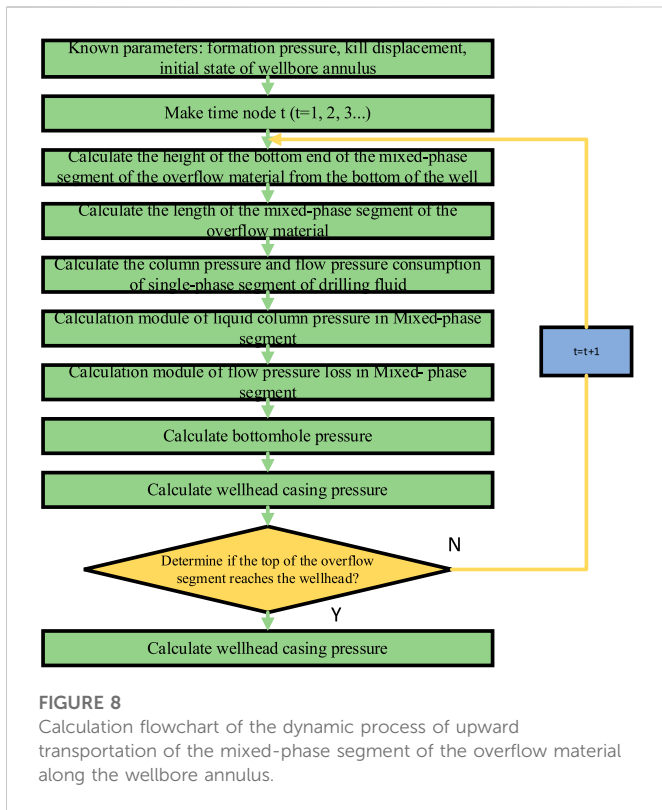 Known parameters: formation pressure, kill displacement,
initial state of wellbore annulus
Make time node t (t=1, 2, 3...)
Calculate the height of the bottom end of the mixed-phase
segment of the overflow material from the bottom of the well
Calculate the length of the mixed-phase segment of the
overflow material
Calculate the column pressure and flow pressure consumption
of single-phase segment of drilling fluid
Calculation module of liquid column pressure in Mixed-phase
segment
t=t+1
Calculation module of flow pressure loss in Mixed- phase
segment
Calculate bottomhole pressure
Calculate wellhead casing pressure
N
Determine if the top of the overflow
segment reaches the wellhead?
Y
Calculate wellhead casing pressure
FIGURE 8
Calculation flowchart of the dynamic process of upward
transportation of the mixed-phase segment of the overflow material
along the wellbore annulus.